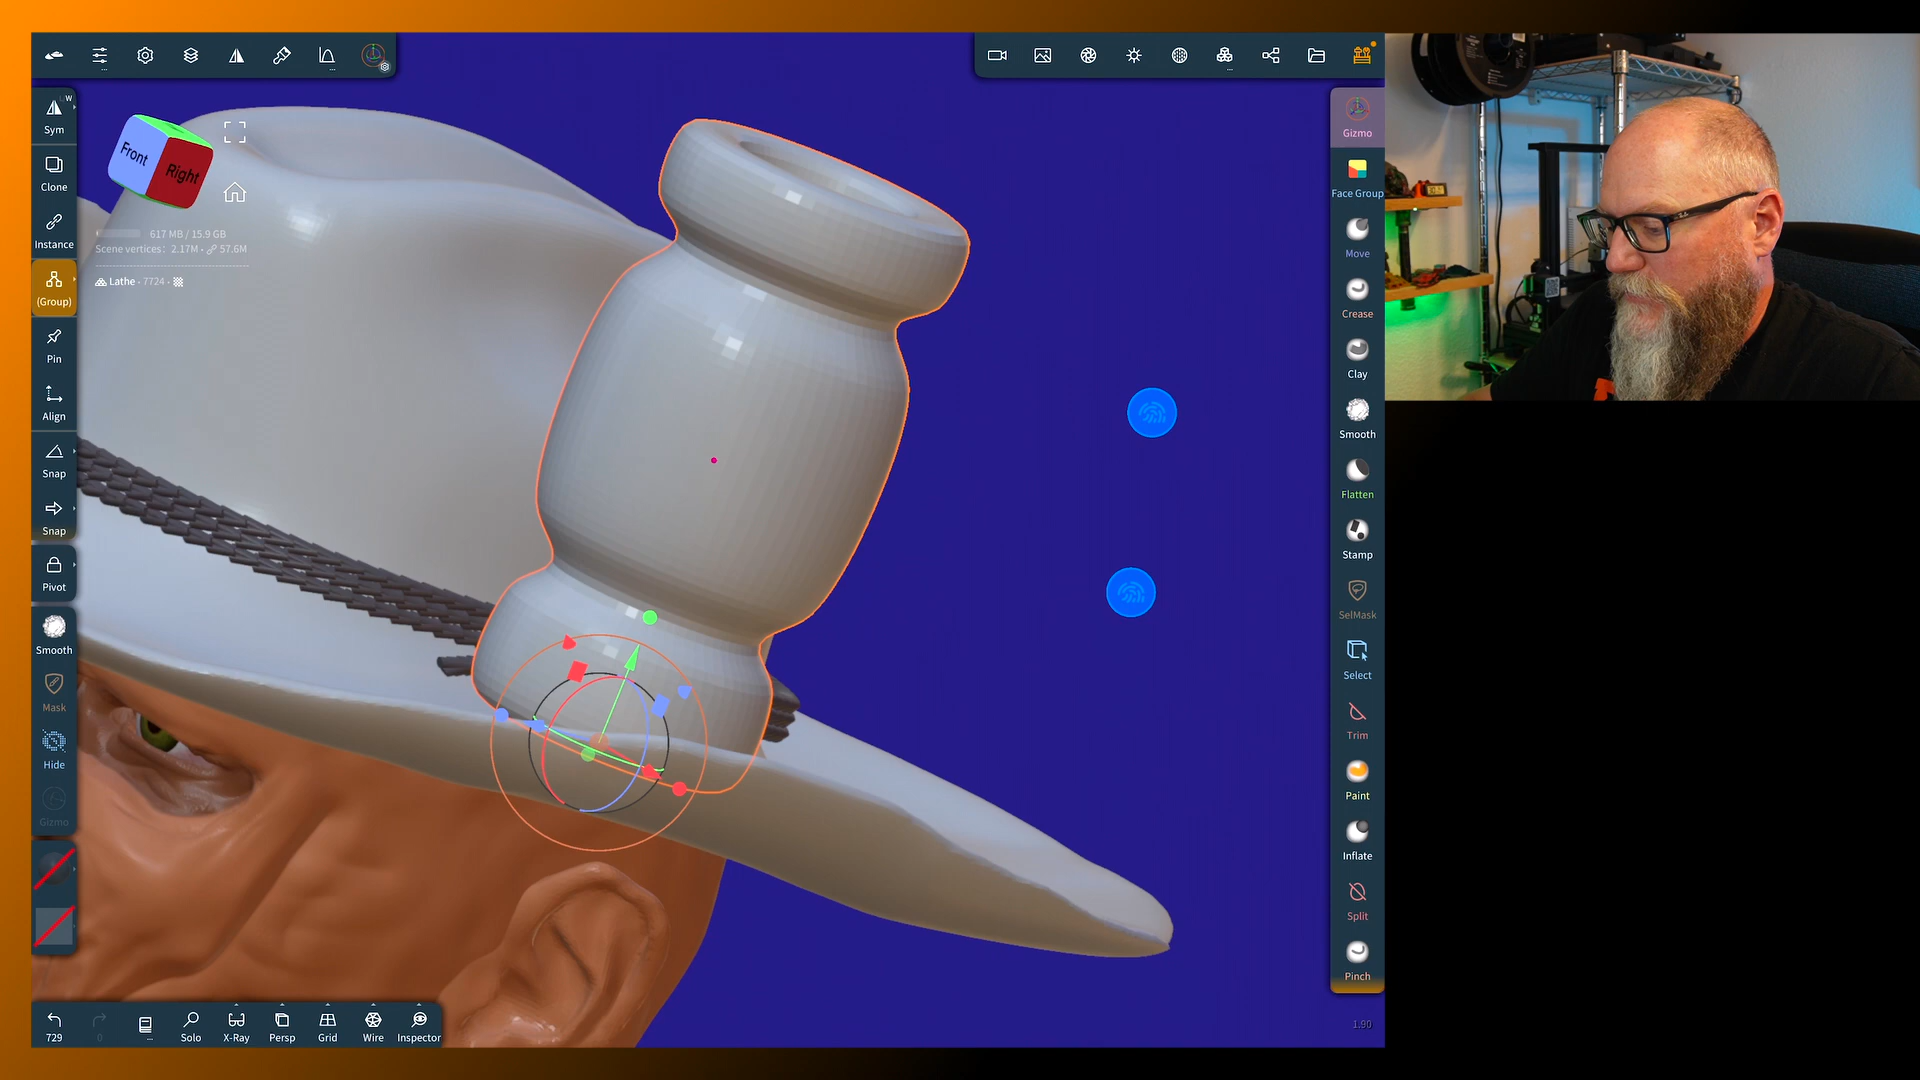 W
Sym
Clone
Instance
(Group)
Pin
Align
Snap
Snap
Pivot
Smooth
Mask
Hide
Gizmo
Front
Right
617 MB / 15.9 GB
Scene vertices: 2.17M • 57.6M
Lathe • 7724 •
Gizmo
Face Group
Move
Crease
Clay
Smooth
Flatten
Stamp
SelMask
Select
Trim
Paint
Inflate
Split
Pinch
1.90
729
0
...
Solo
X-Ray
Persp
Grid
Wire
Inspector